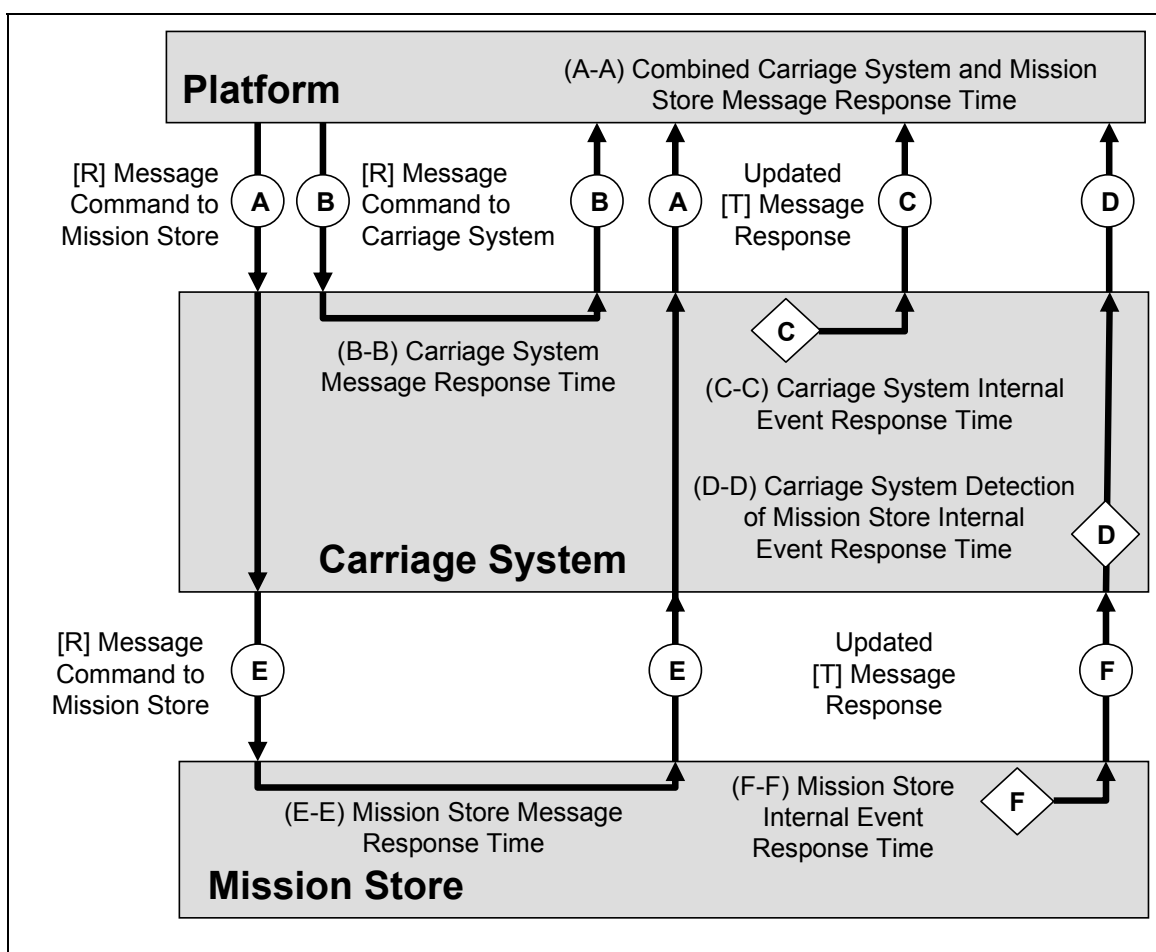 (A-A) Combined Carriage System and Mission
Store Message Response Time
Platform
[R] Message
Command to
Mission Store
A
B
[R] Message
Command to
Carriage System
B
A
Updated
[T] Message
Response
C
D
(B-B) Carriage System
Message Response Time
C
(C-C) Carriage System Internal
Event Response Time
(D-D) Carriage System Detection
of Mission Store Internal
Event Response Time
D
Carriage System
[R] Message
Command to
Mission Store
E
E
Updated
[T] Message
Response
F
(E-E) Mission Store Message
Response Time
(F-F) Mission Store
Internal Event
Response Time
F
Mission Store